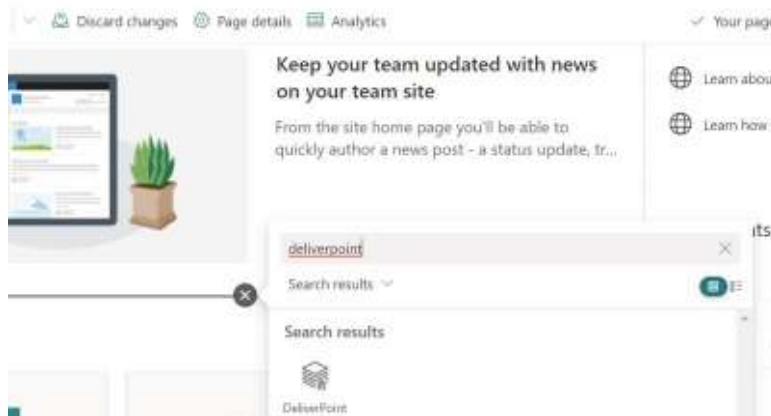 Discard changes Page details Analytics
Your page
Keep your team updated with news
on your team site
From the site home page you'll be able to
quickly author a news post - a status update, tr...
Learn abou
Learn how
deliverpoint
its
Search results
Search results
DeliverPoint